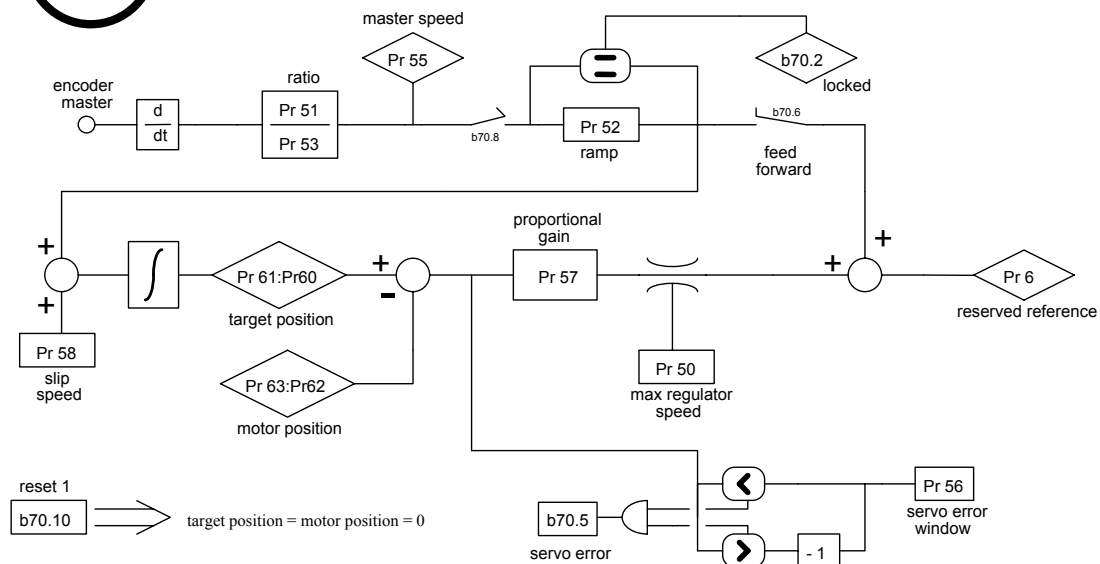 master speed
Pr 55
b70.2
locked
encoder
master
d
dt
ratio
Pr 51
Pr 53
b70.8
=
Pr 52
ramp
b70.6
feed
forward
+
+
Pr 58
slip
speed
∫
Pr 61:Pr60
target position
+
-
Pr 63:Pr62
motor position
proportional
gain
Pr 57
Pr 50
max regulator
speed
+
+
Pr 6
reserved reference
reset 1
b70.10
target position = motor position = 0
b70.5
servo error
<
>
- 1
Pr 56
servo error
window